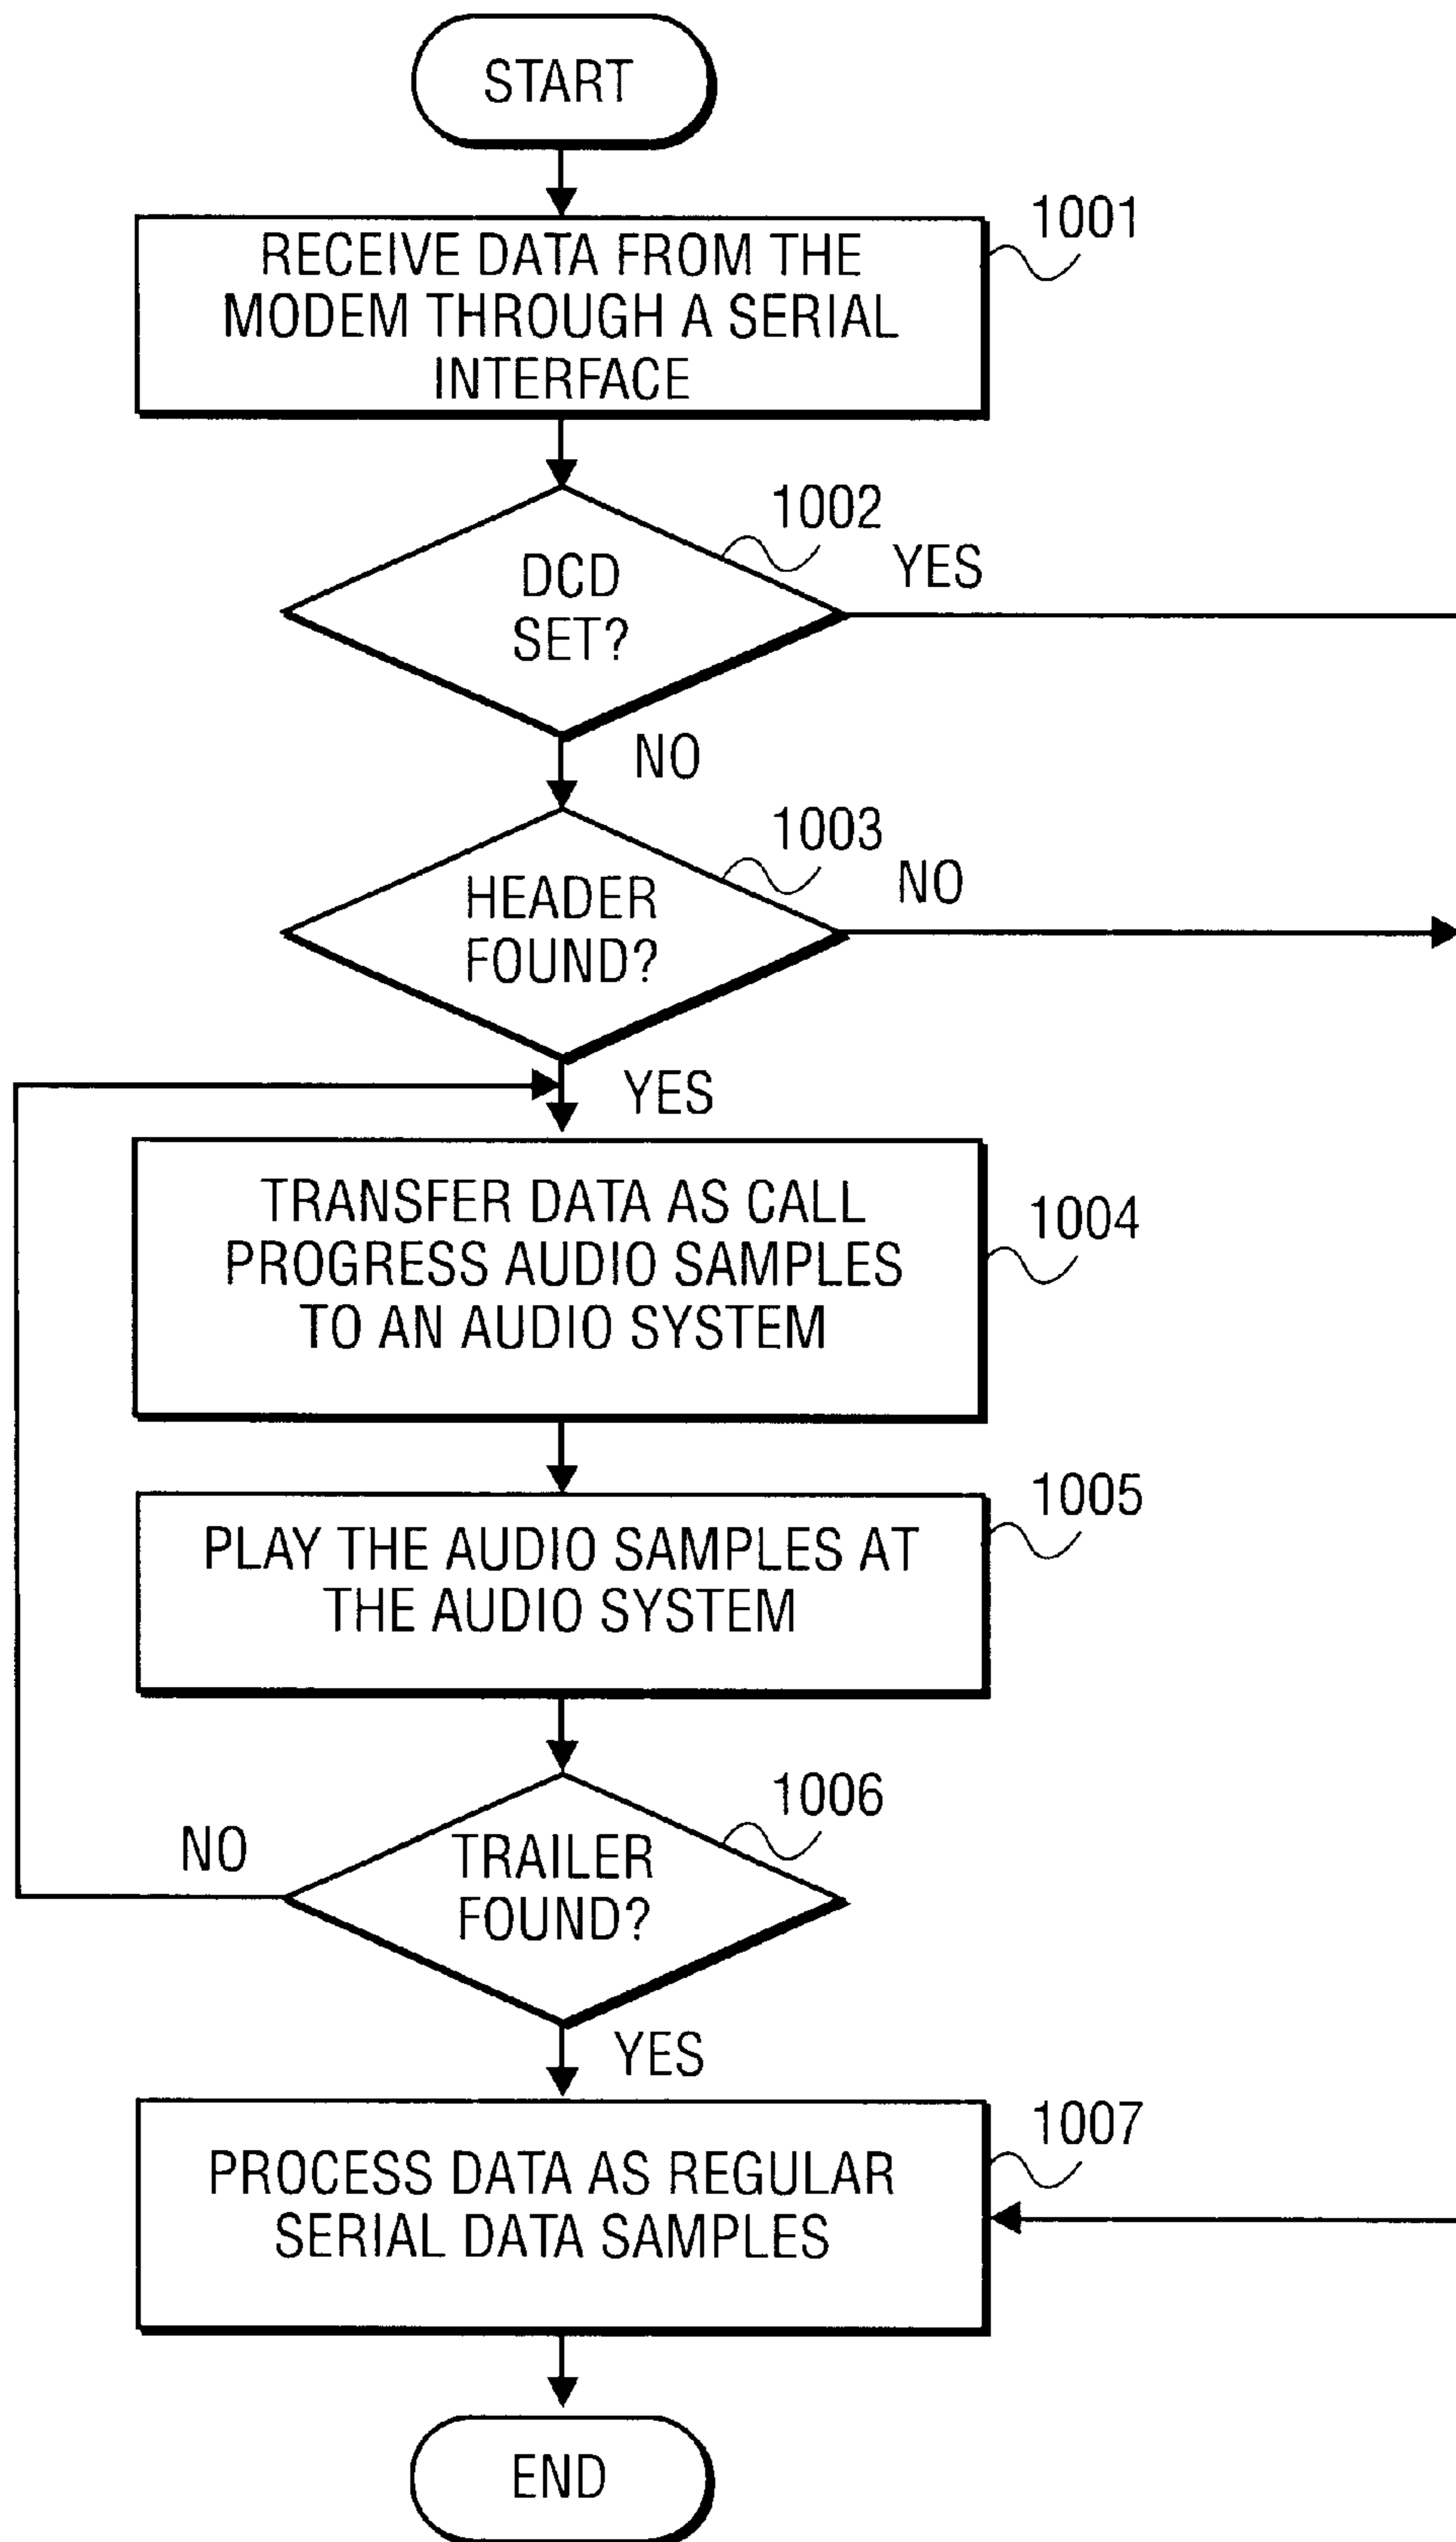 START
1001
RECEIVE DATA FROM THE
MODEM THROUGH A SERIAL
INTERFACE
1002
DCD
SET?
YES
NO
1003
HEADER
FOUND?
NO
YES
TRANSFER DATA AS CALL
PROGRESS AUDIO SAMPLES
TO AN AUDIO SYSTEM
1004
1005
PLAY THE AUDIO SAMPLES AT
THE AUDIO SYSTEM
1006
TRAILER
FOUND?
NO
YES
1007
PROCESS DATA AS REGULAR
SERIAL DATA SAMPLES
END